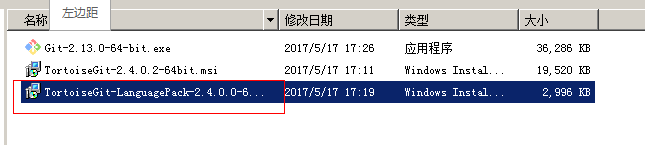 左边距
名称 修改日期 类型 大小
Git-2.13.0-64-bit.exe 2017/5/17 17:26 应用程序 36,286 KB
TortoiseGit-2.4.0.2-64bit.msi 2017/5/17 17:11 Windows Instal... 19,520 KB
TortoiseGit-LanguagePack-2.4.0.0-6... 2017/5/17 17:19 Windows Instal... 2,996 KB